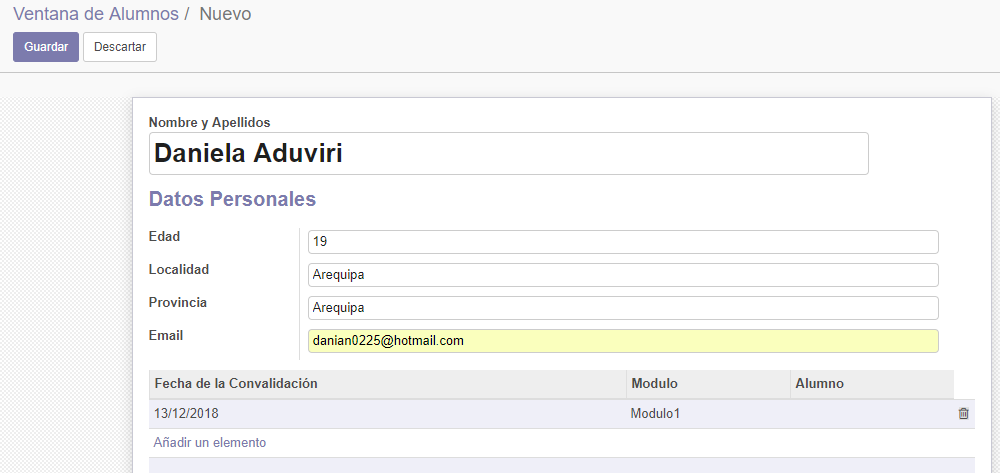 Ventana de Alumnos / Nuevo
Guardar Descartar
Nombre y Apellidos
Daniela Aduviri
Datos Personales
Edad 19
Localidad Arequipa
Provincia Arequipa
Email danian0225@hotmail.com
Fecha de la Convalidación Modulo Alumno
13/12/2018 Modulo1
Añadir un elemento